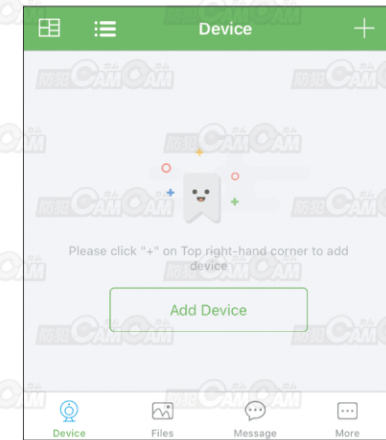 Device
Please click "+" on Top right-hand corner to add
device
Add Device
Device Files Message More